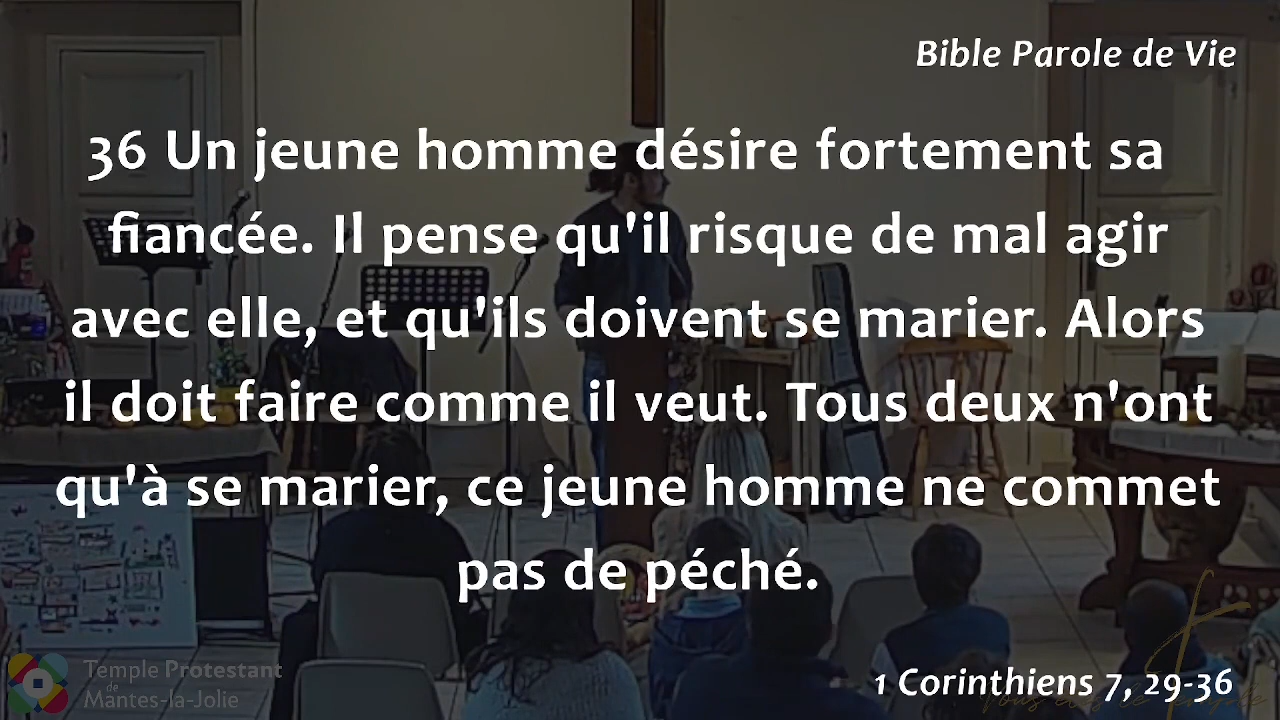 Bible Parole de Vie
36 Un jeune homme désire fortement sa
fiancée. Il pense qu'il risque de mal agir
avec elle, et qu'ils doivent se marier. Alors
il doit faire comme il veut. Tous deux n'ont
qu'à se marier, ce jeune homme ne commet
pas de péché.
Temple Protestant
de
Mantes-la-Jolie
1 Corinthiens 7, 29-36